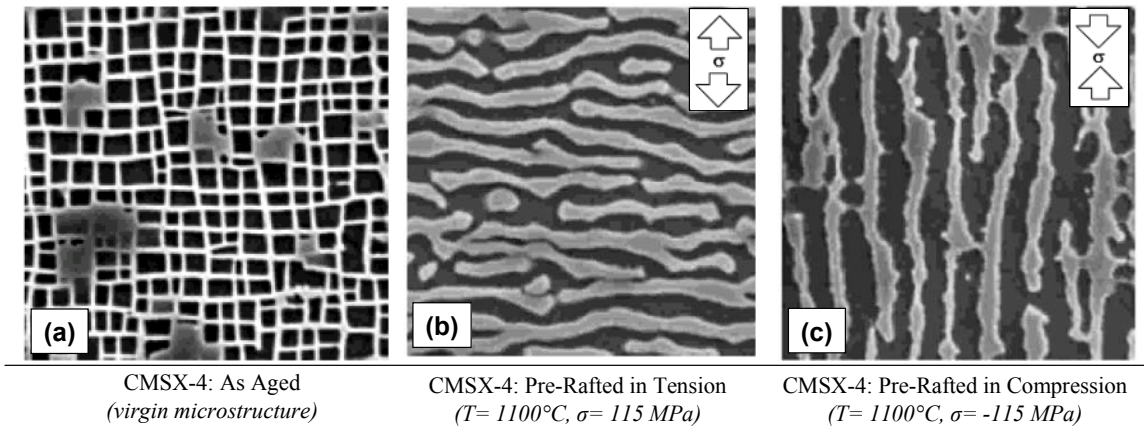 σ
σ
(a)
(b)
(c)
CMSX-4: As Aged
(virgin microstructure)
CMSX-4: Pre-Rafted in Tension
(T= 1100°C, σ= 115 MPa)
CMSX-4: Pre-Rafted in Compression
(T= 1100°C, σ= -115 MPa)